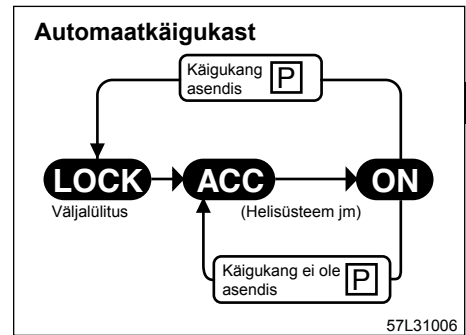 Automaatkäigukast
Käigukang
asendis P
LOCK ACC ON
Väljalülitus (Helisüsteem jm)
Käigukang ei ole
asendis P
57L31006